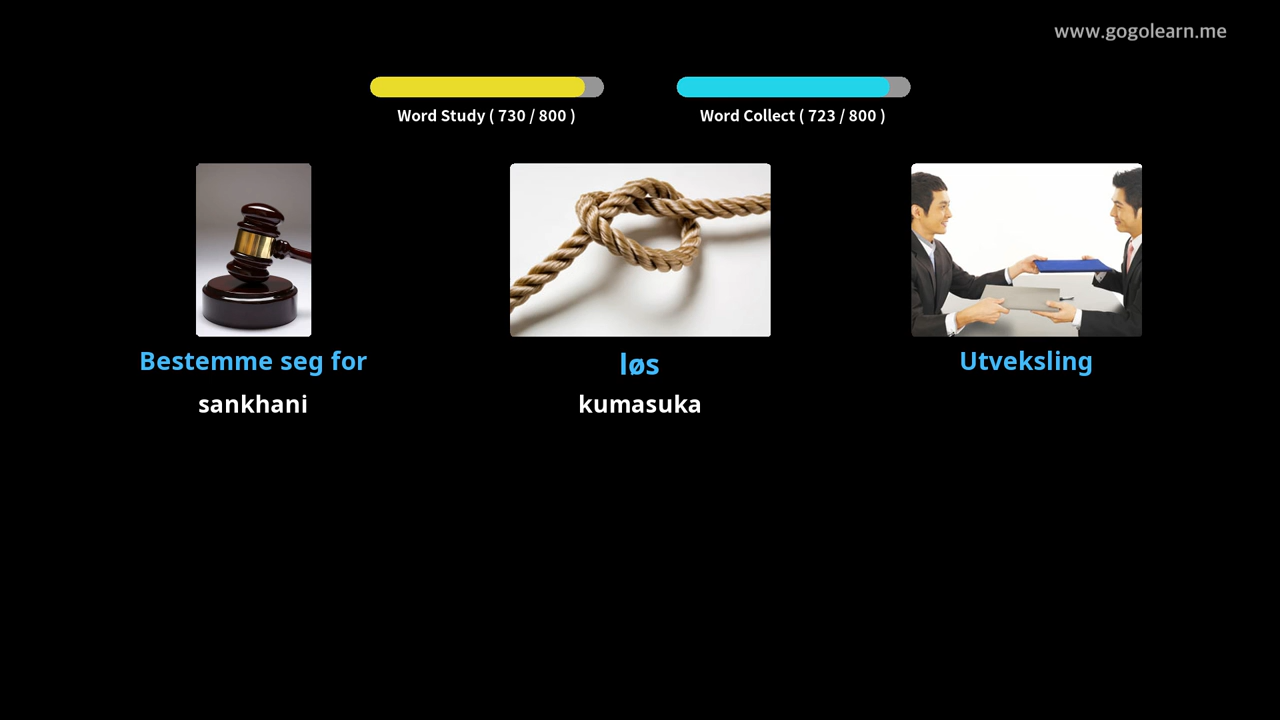 www.gogolearn.me
Word Study ( 730 / 800 )
Word Collect ( 723 / 800 )
Bestemme seg for
løs
Utveksling
sankhani
kumasuka